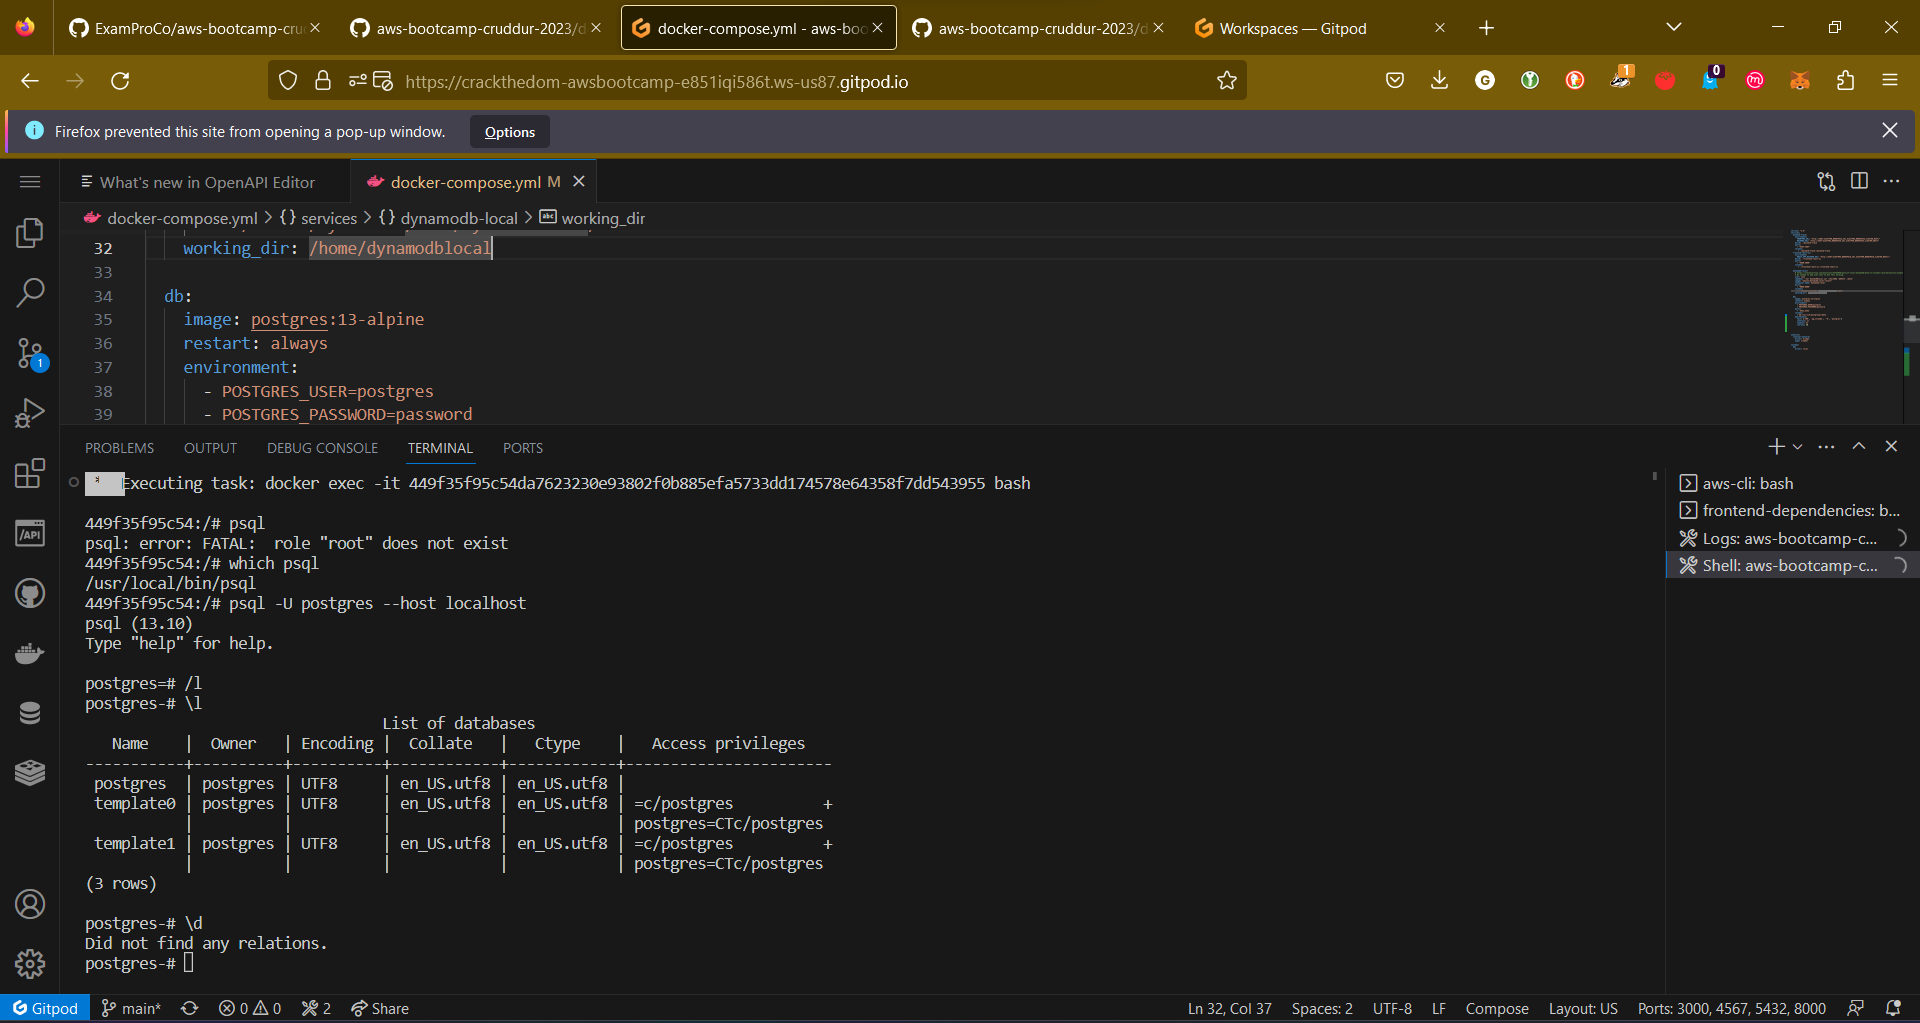 ExamProCo/aws-bootcamp-cru
aws-bootcamp-cruddur-2023/d
docker-compose.yml - aws-boo
aws-bootcamp-cruddur-2023/d
Workspaces — Gitpod
https://crackthedom-awsbootcamp-e851iqi586t.ws-us87.gitpod.io
1
0
Firefox prevented this site from opening a pop-up window. Options
What's new in OpenAPI Editor
docker-compose.yml M
docker-compose.yml > {} services > {} dynamodb-local > abc working_dir
32 working_dir: /home/dynamodblocal
33
34 db:
35 image: postgres:13-alpine
36 restart: always
37 environment:
38 - POSTGRES_USER=postgres
39 - POSTGRES_PASSWORD=password
1
/API
PROBLEMS OUTPUT DEBUG CONSOLE TERMINAL PORTS
* Executing task: docker exec -it 449f35f95c54da7623230e93802f0b885efa5733dd174578e64358f7dd543955 bash
449f35f95c54:/# psql
psql: error: FATAL:  role "root" does not exist
449f35f95c54:/# which psql
/usr/local/bin/psql
449f35f95c54:/# psql -U postgres --host localhost
psql (13.10)
Type "help" for help.
postgres=# /l
postgres-# \l
List of databases
Name | Owner | Encoding | Collate | Ctype | Access privileges
-----------+----------+----------+------------+------------+-----------------------
postgres | postgres | UTF8 | en_US.utf8 | en_US.utf8 |
template0 | postgres | UTF8 | en_US.utf8 | en_US.utf8 | =c/postgres +
| | | | | postgres=CTc/postgres
template1 | postgres | UTF8 | en_US.utf8 | en_US.utf8 | =c/postgres +
| | | | | postgres=CTc/postgres
(3 rows)
postgres-# \d
Did not find any relations.
postgres-#
aws-cli: bash
frontend-dependencies: b...
Logs: aws-bootcamp-c...
Shell: aws-bootcamp-c...
Gitpod main* 0 0 2 Share
Ln 32, Col 37 Spaces: 2 UTF-8 LF Compose Layout: US Ports: 3000, 4567, 5432, 8000